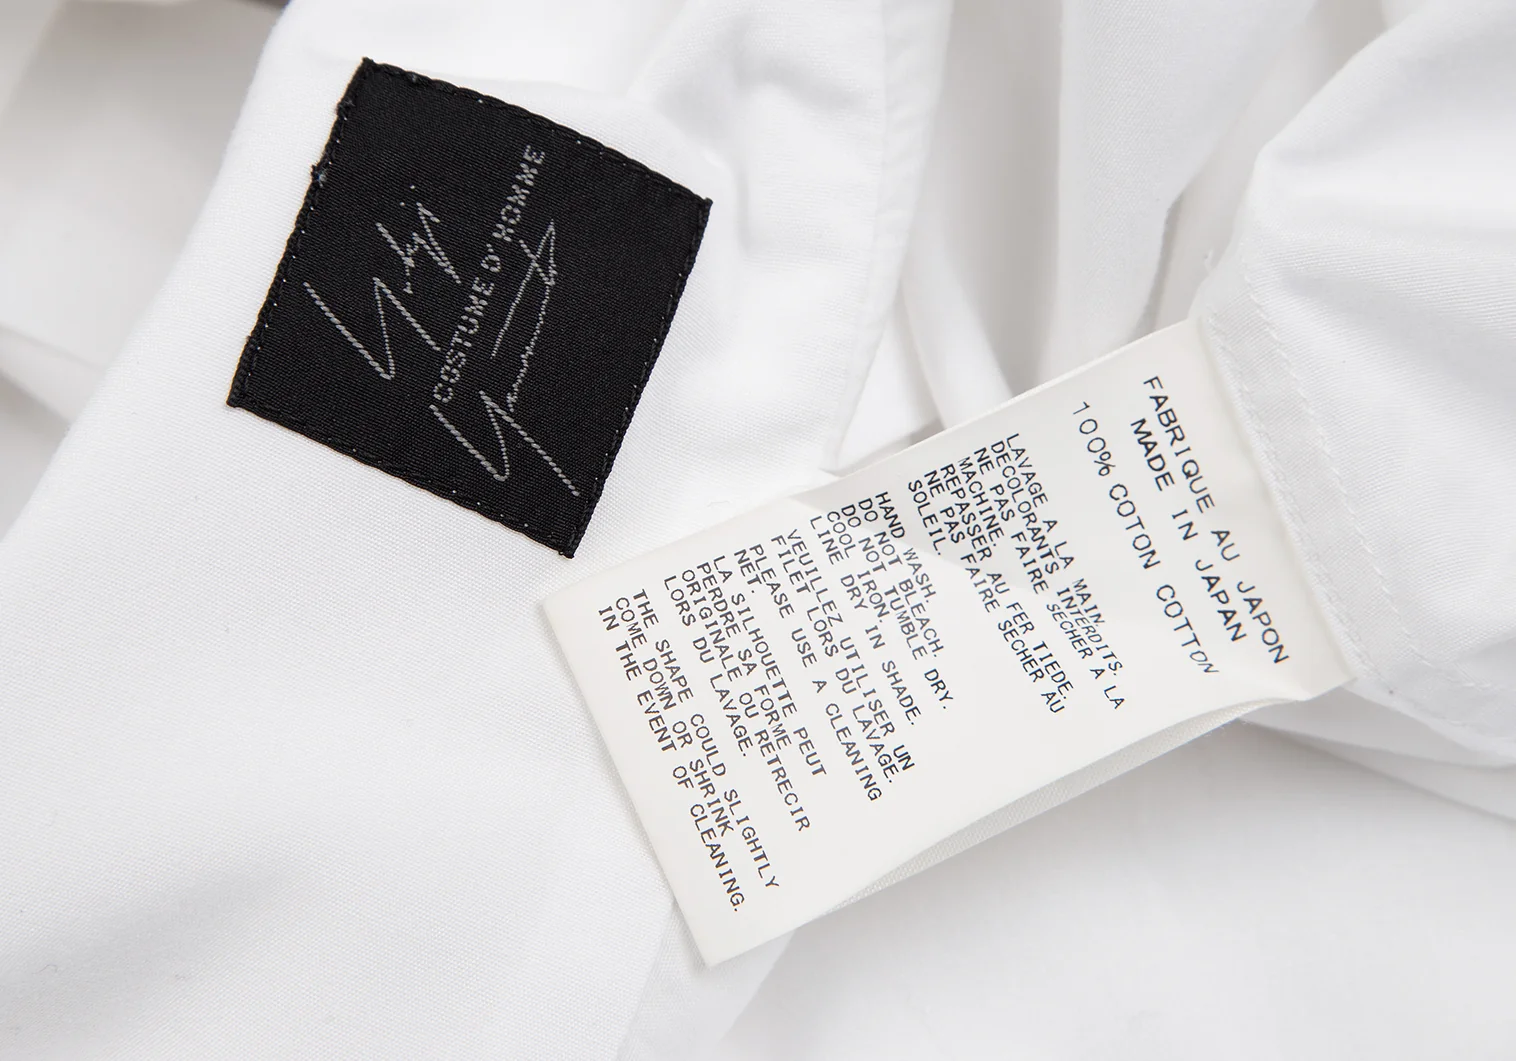 Yohji
COSTUME D'HOMME
Yamamoto
FABRIQUE AU JAPON
MADE IN JAPAN
100% COTON COTTON
LAVAGE A LA MAIN.
DECOLORANTS INTERDITS.
NE PAS FAIRE SECHER A LA
MACHINE.
REPASSER AU FER TIEDE.
NE PAS FAIRE SECHER AU
SOLEIL.
HAND WASH.
DO NOT BLEACH.
DO NOT TUMBLE DRY.
COOL IRON.
LINE DRY IN SHADE.
VEUILLEZ UTILISER UN
FILET LORS DU LAVAGE.
PLEASE USE A CLEANING
NET.
LA SILHOUETTE PEUT
PERDRE SA FORME
ORIGINALE OU RETRECIR
LORS DU LAVAGE.
THE SHAPE COULD SLIGHTLY
COME DOWN OR SHRINK
IN THE EVENT OF CLEANING.